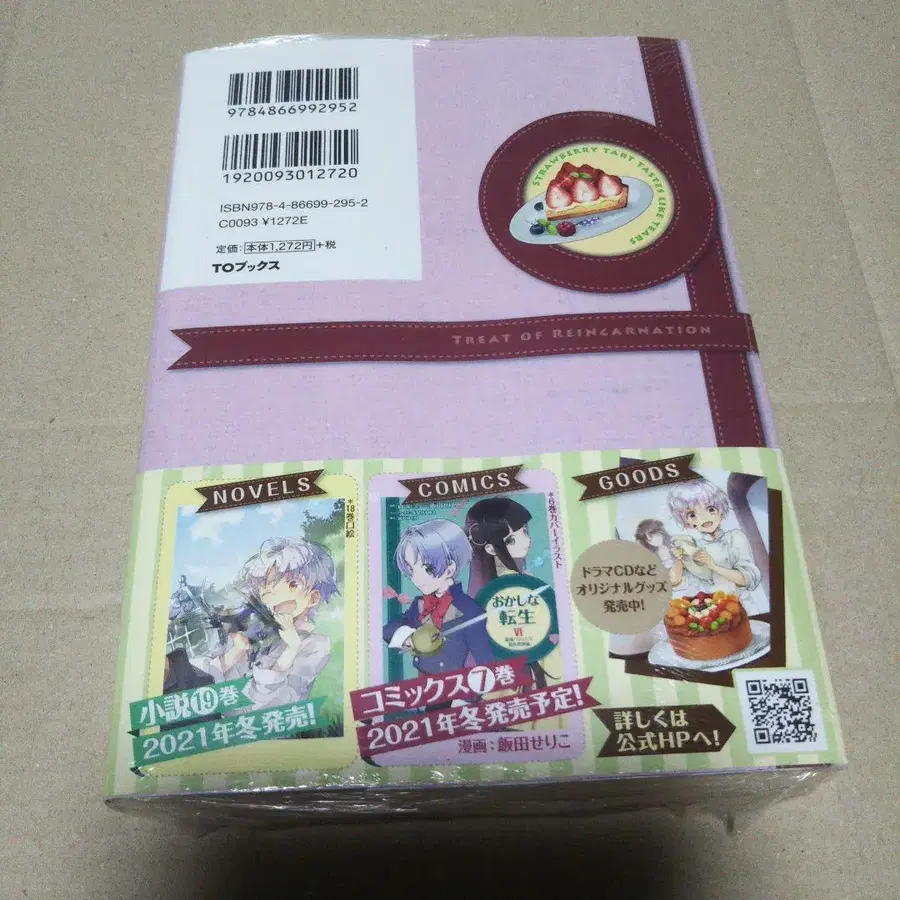 9784866992952
1920093012720
ISBN978-4-86699-295-2
C0093 ¥1272E
定価：本体1,272円+税
TOブックス
STRAWBERRY TART TASTES LIKE TEARS
TREAT OF REINCARNATION
NOVELS
*18巻口絵
小説19巻
2021年冬発売!
COMICS
*6巻カバーイラスト
おかしな
転生
VI
コミックス7巻
2021年冬発売予定!
漫画：飯田せりこ
GOODS
ドラマCDなど
オリジナルグッズ
発売中!
詳しくは
公式HPへ!